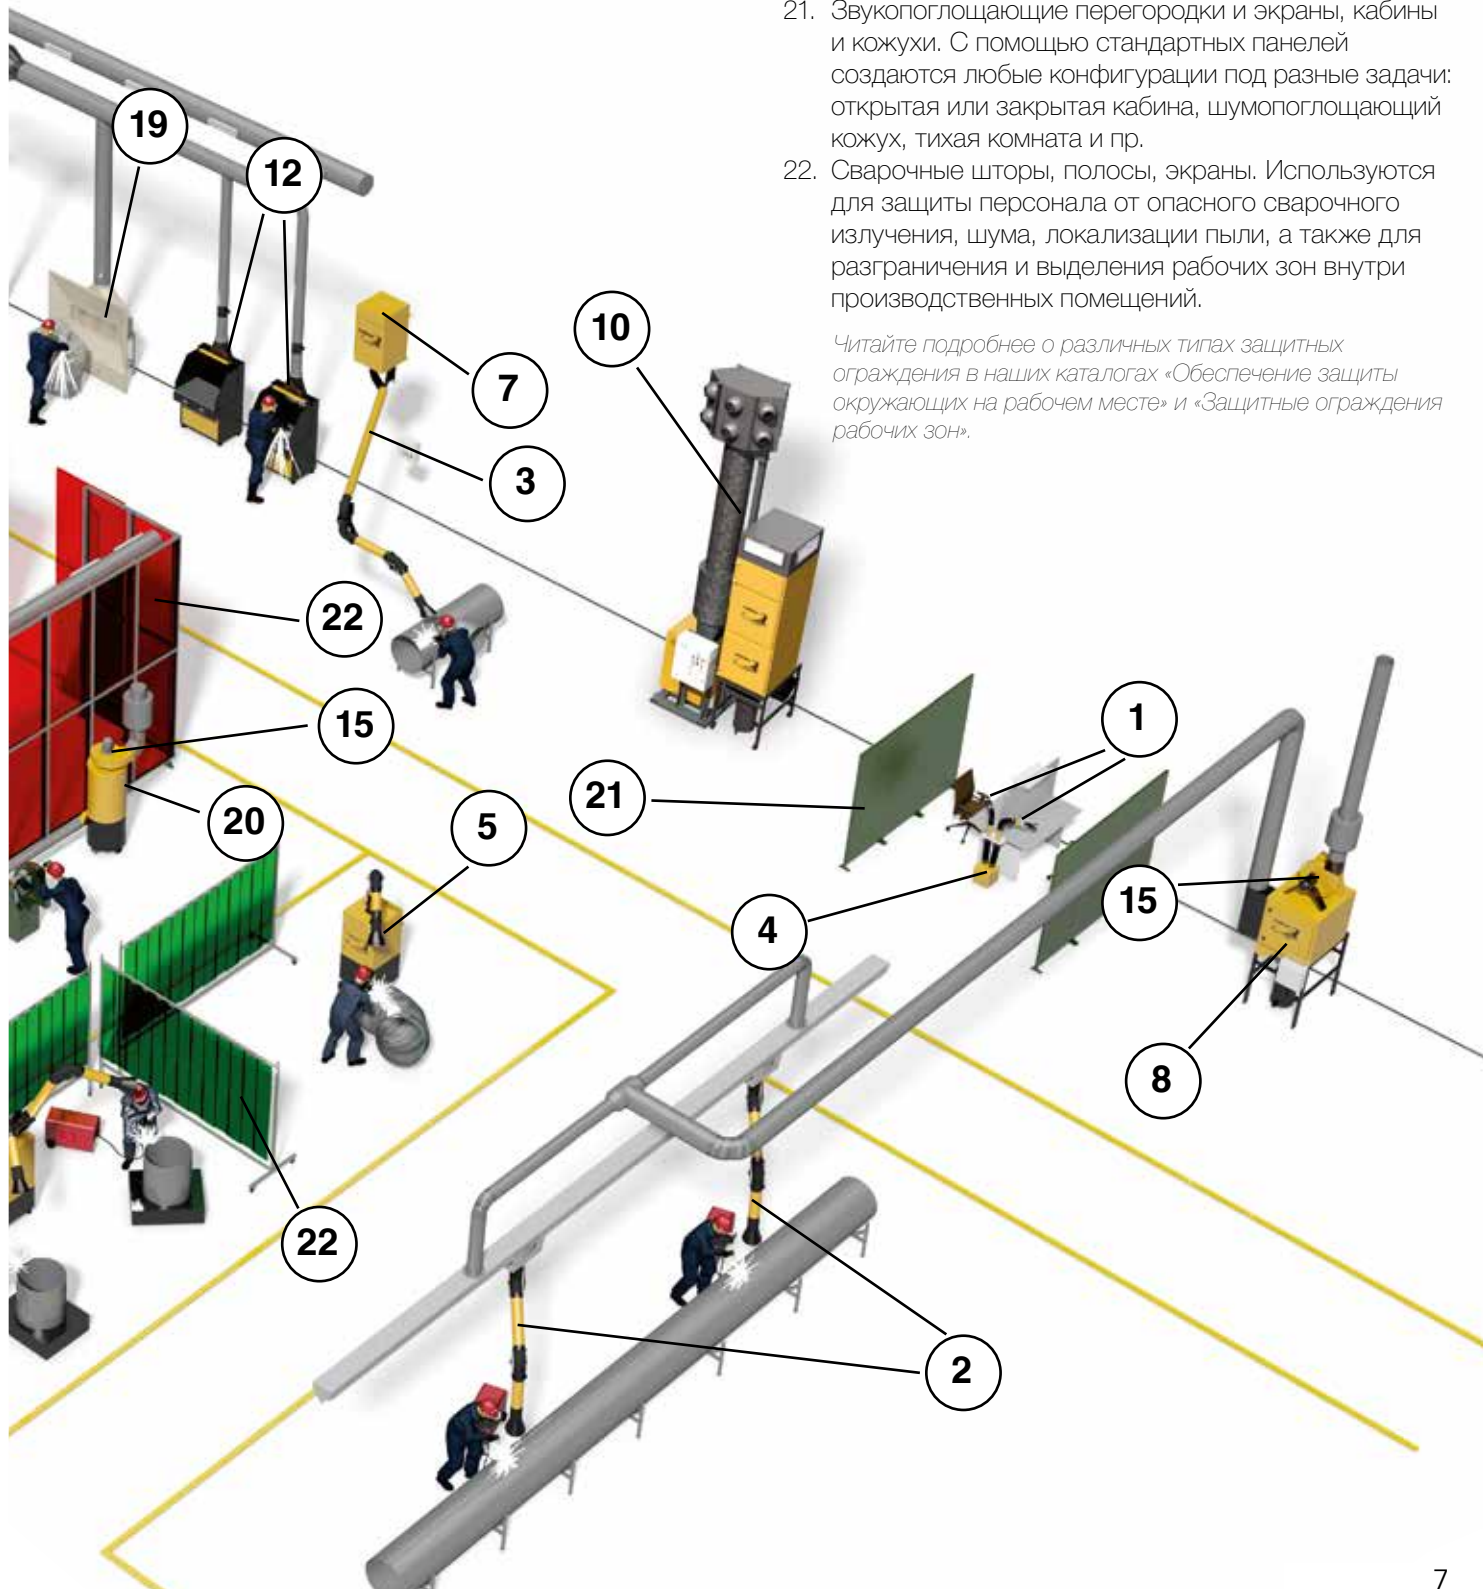 21. Звукопоглощающие перегородки и экраны, кабины
и кожухи. С помощью стандартных панелей
создаются любые конфигурации под разные задачи:
открытая или закрытая кабина, шумопоглощающий
кожух, тихая комната и пр.
22. Сварочные шторы, полосы, экраны. Используются
для защиты персонала от опасного сварочного
излучения, шума, локализации пыли, а также для
разграничения и выделения рабочих зон внутри
производственных помещений.
Читайте подробнее о различных типах защитных
ограждения в наших каталогах «Обеспечение защиты
окружающих на рабочем месте» и «Защитные ограждения
рабочих зон».
19
12
7
10
3
22
15
1
21
20
5
15
4
8
22
2
7